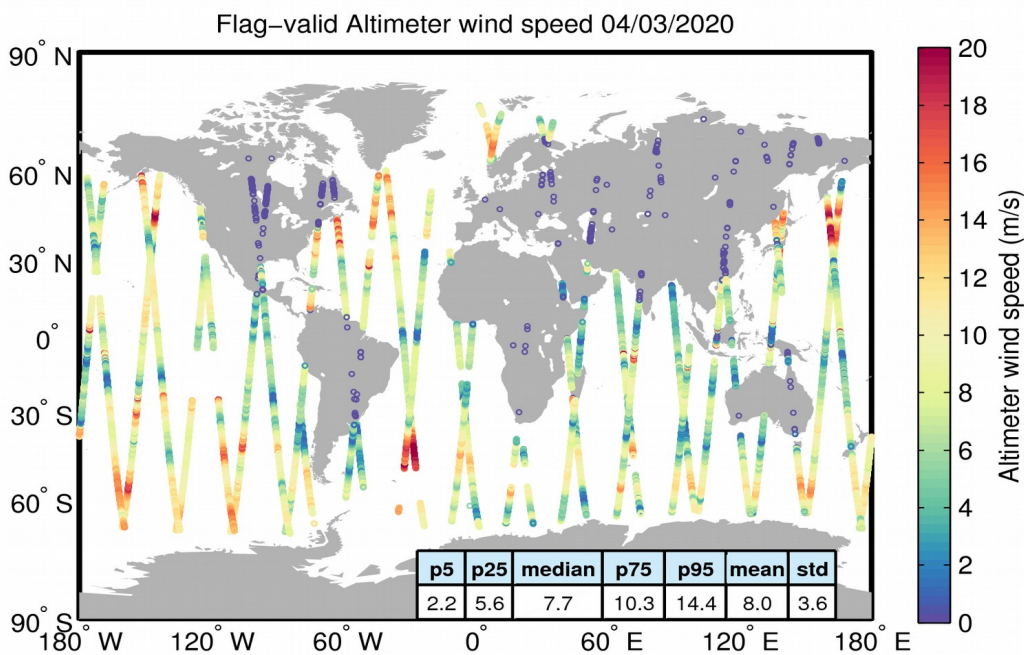 Flag−valid Altimeter wind speed 04/03/2020
90° N
60° N
30° N
0°
30° S
60° S
90° S
180° W
120° W
60° W
0°
60° E
120° E
180° E
20
18
16
14
12
10
8
6
4
2
0
Altimeter wind speed (m/s)
p5 p25 median p75 p95 mean std
2.2 5.6 7.7 10.3 14.4 8.0 3.6